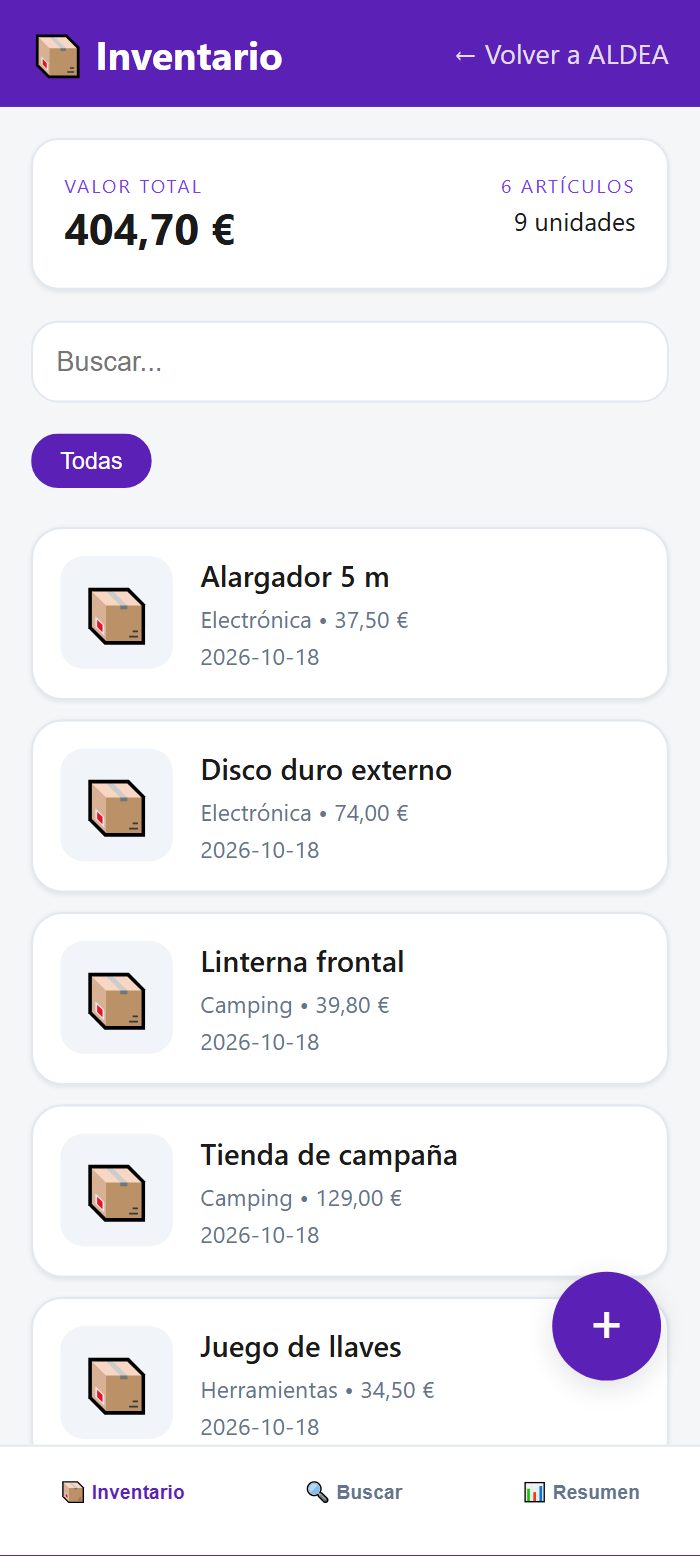 Inventario
← Volver a ALDEA
VALOR TOTAL
404,70 €
6 ARTÍCULOS
9 unidades
Buscar...
Todas
Alargador 5 m
Electrónica • 37,50 €
2026-10-18
Disco duro externo
Electrónica • 74,00 €
2026-10-18
Linterna frontal
Camping • 39,80 €
2026-10-18
Tienda de campaña
Camping • 129,00 €
2026-10-18
Juego de llaves
Herramientas • 34,50 €
2026-10-18
+
Inventario
Buscar
Resumen